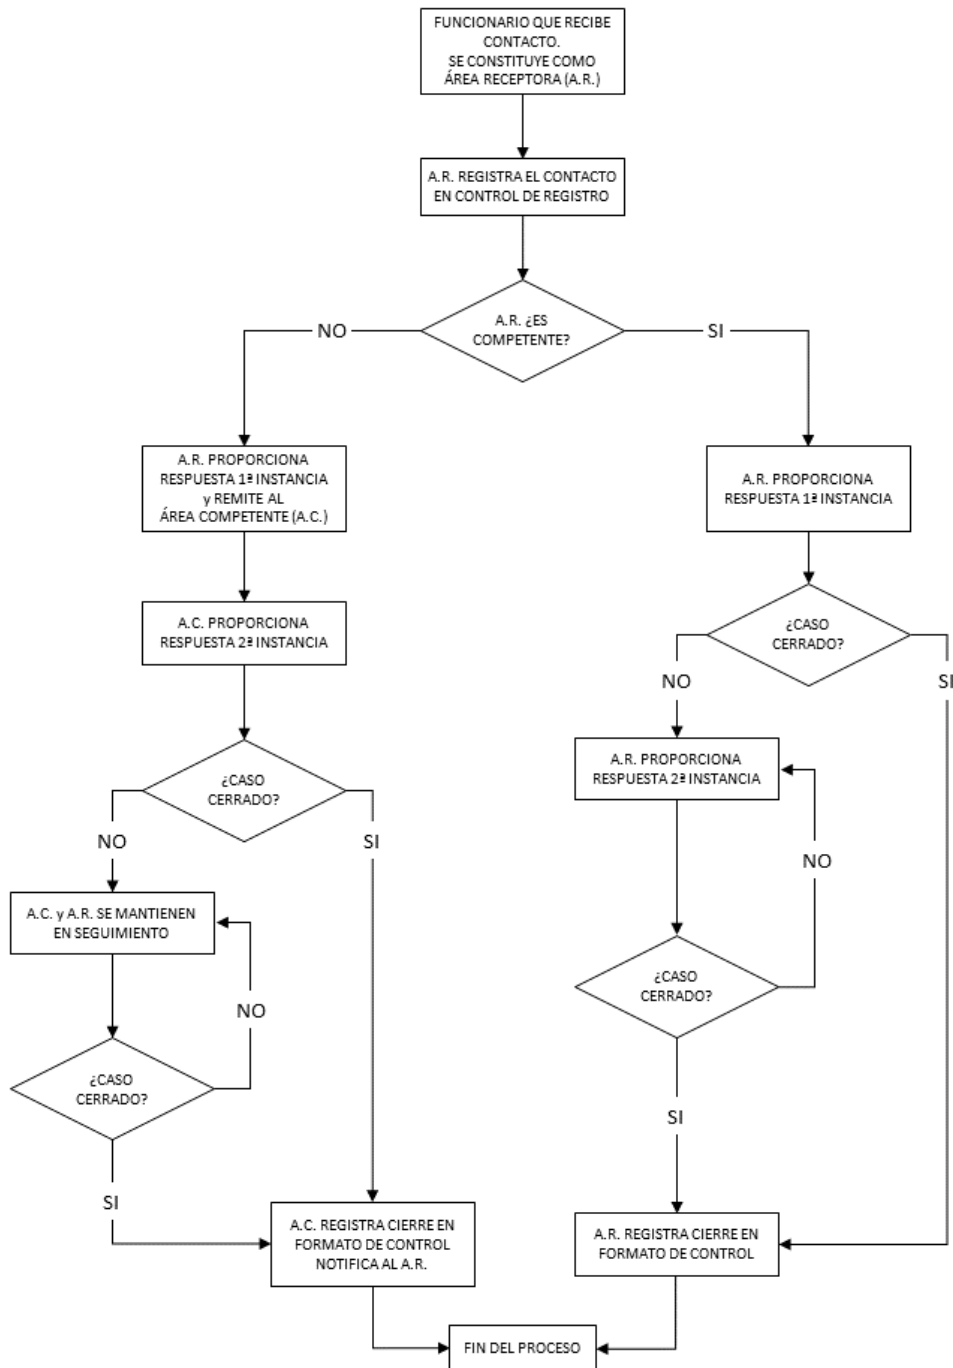 FUNCIONARIO QUE RECIBE
CONTACTO.
SE CONSTITUYE COMO
ÁREA RECEPTORA (A.R.)
A.R. REGISTRA EL CONTACTO
EN CONTROL DE REGISTRO
A.R. ¿ES
COMPETENTE?
NO
SI
A.R. PROPORCIONA
RESPUESTA 1ª INSTANCIA
y REMITE AL
ÁREA COMPETENTE (A.C.)
A.C. PROPORCIONA
RESPUESTA 2ª INSTANCIA
¿CASO
CERRADO?
NO
SI
A.C. y A.R. SE MANTIENEN
EN SEGUIMIENTO
NO
¿CASO
CERRADO?
SI
A.C. REGISTRA CIERRE EN
FORMATO DE CONTROL
NOTIFICA AL A.R.
A.R. PROPORCIONA
RESPUESTA 1ª INSTANCIA
¿CASO
CERRADO?
NO
SI
A.R. PROPORCIONA
RESPUESTA 2ª INSTANCIA
NO
¿CASO
CERRADO?
SI
A.R. REGISTRA CIERRE EN
FORMATO DE CONTROL
FIN DEL PROCESO